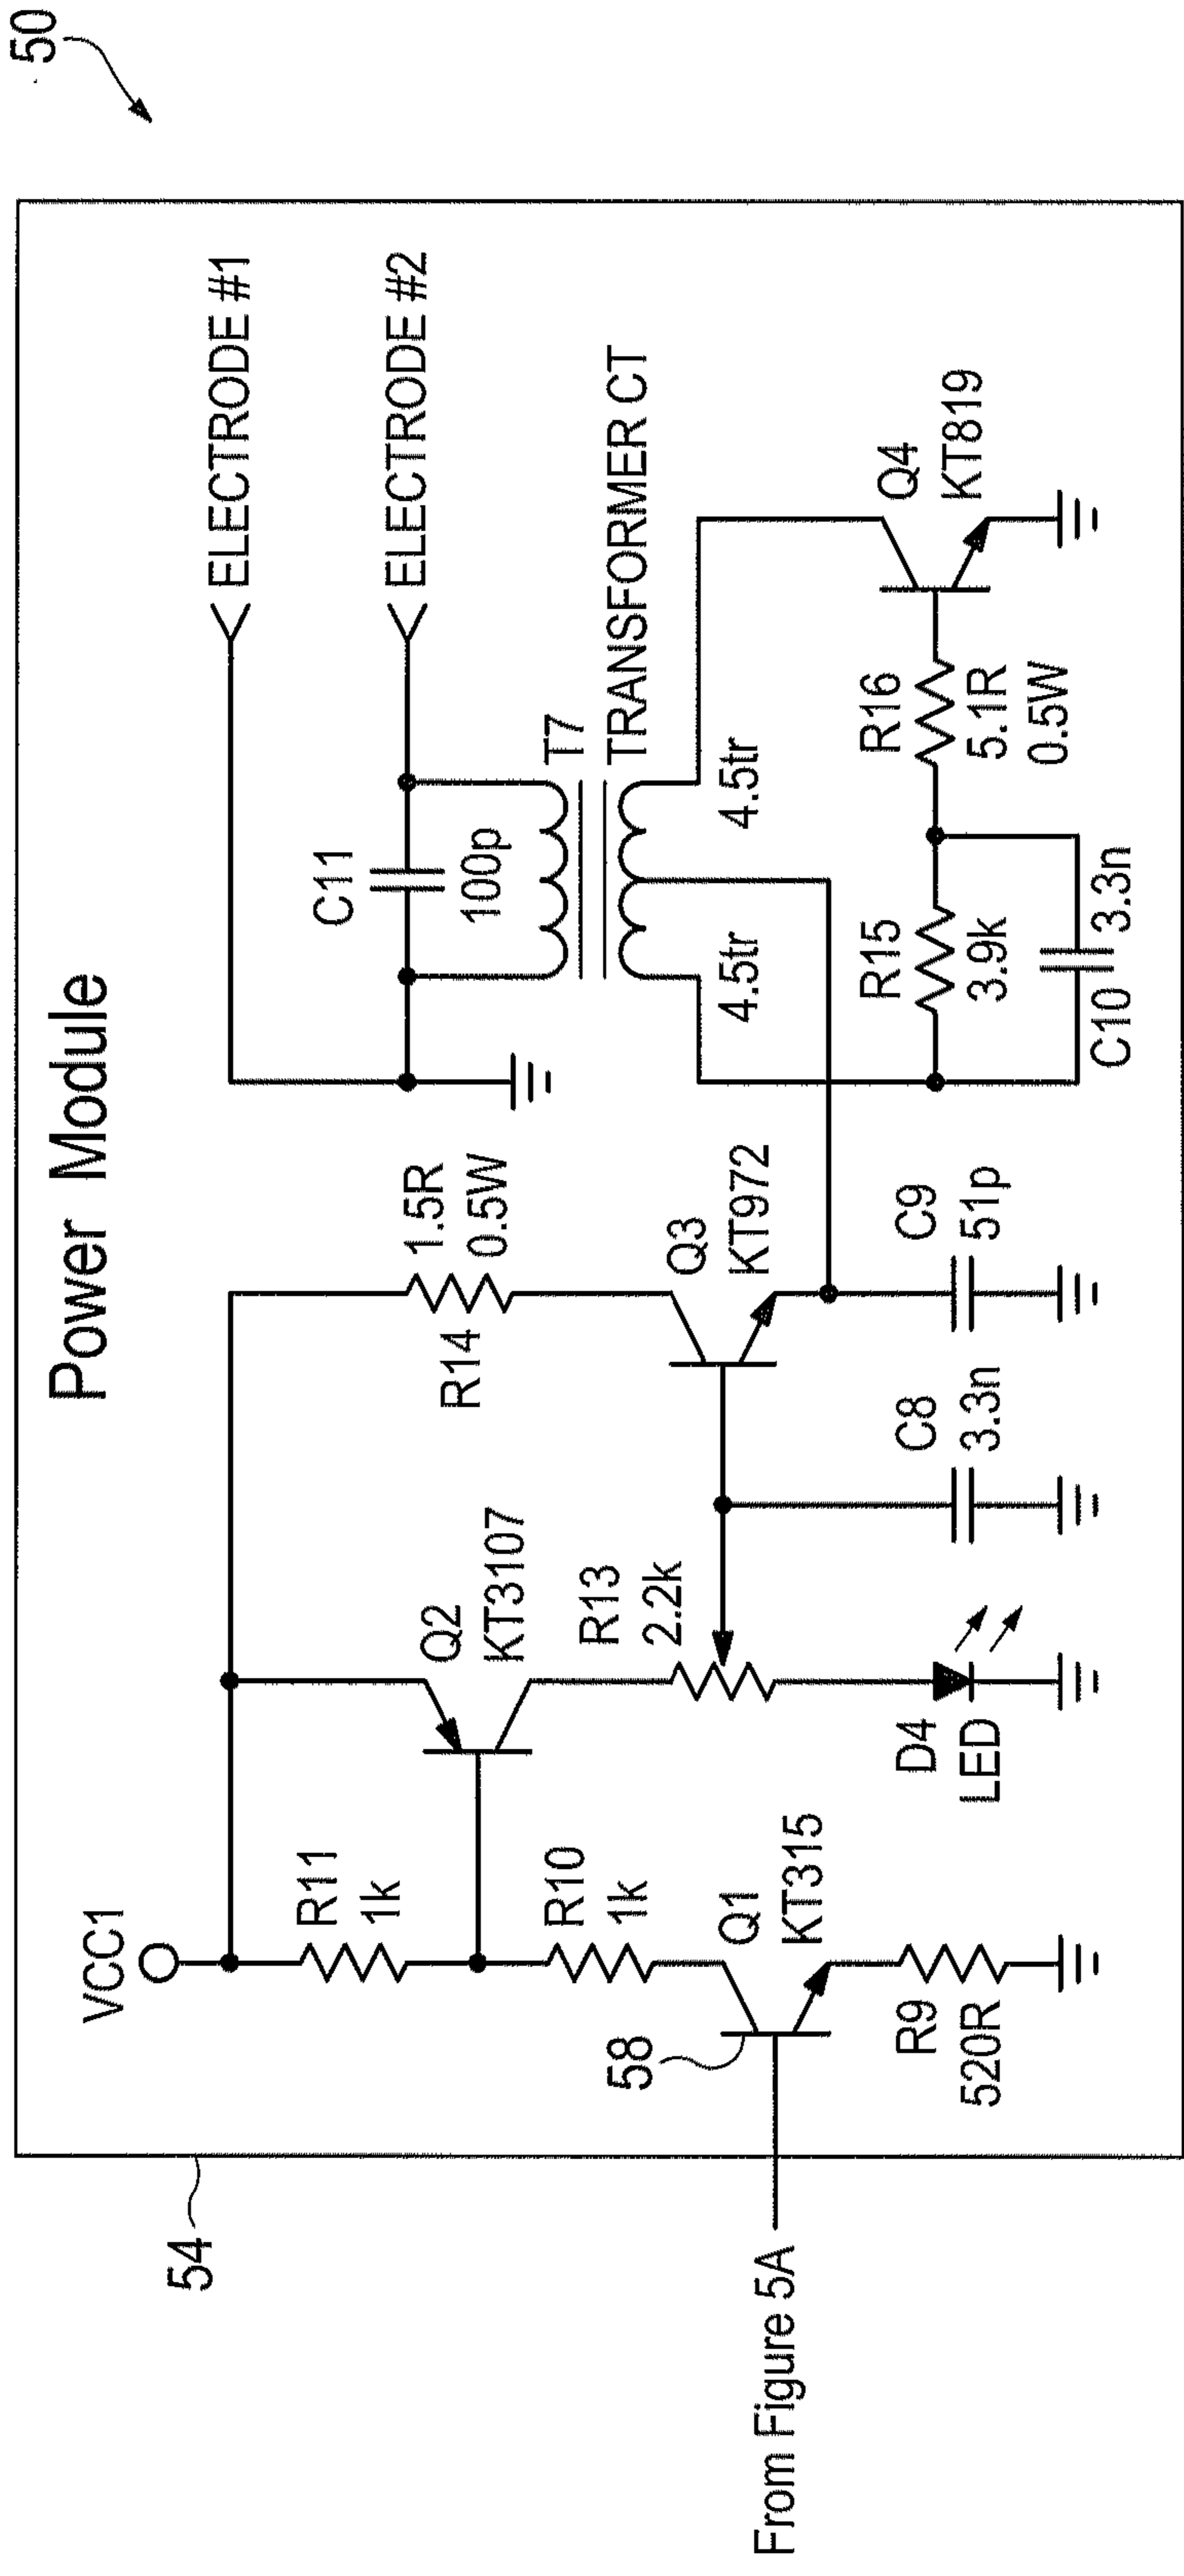 50
Power Module
54
VCC1
R11
1k
R10
1k
58
Q1
KT315
R9
520R
From Figure 5A
Q2
KT3107
R13
2.2k
D4
LED
R14
1.5R
0.5W
Q3
KT972
C8
3.3n
C9
51p
ELECTRODE #1
ELECTRODE #2
C11
100p
T7
TRANSFORMER CT
4.5tr
4.5tr
R15
3.9k
C10
3.3n
R16
5.1R
0.5W
Q4
KT819